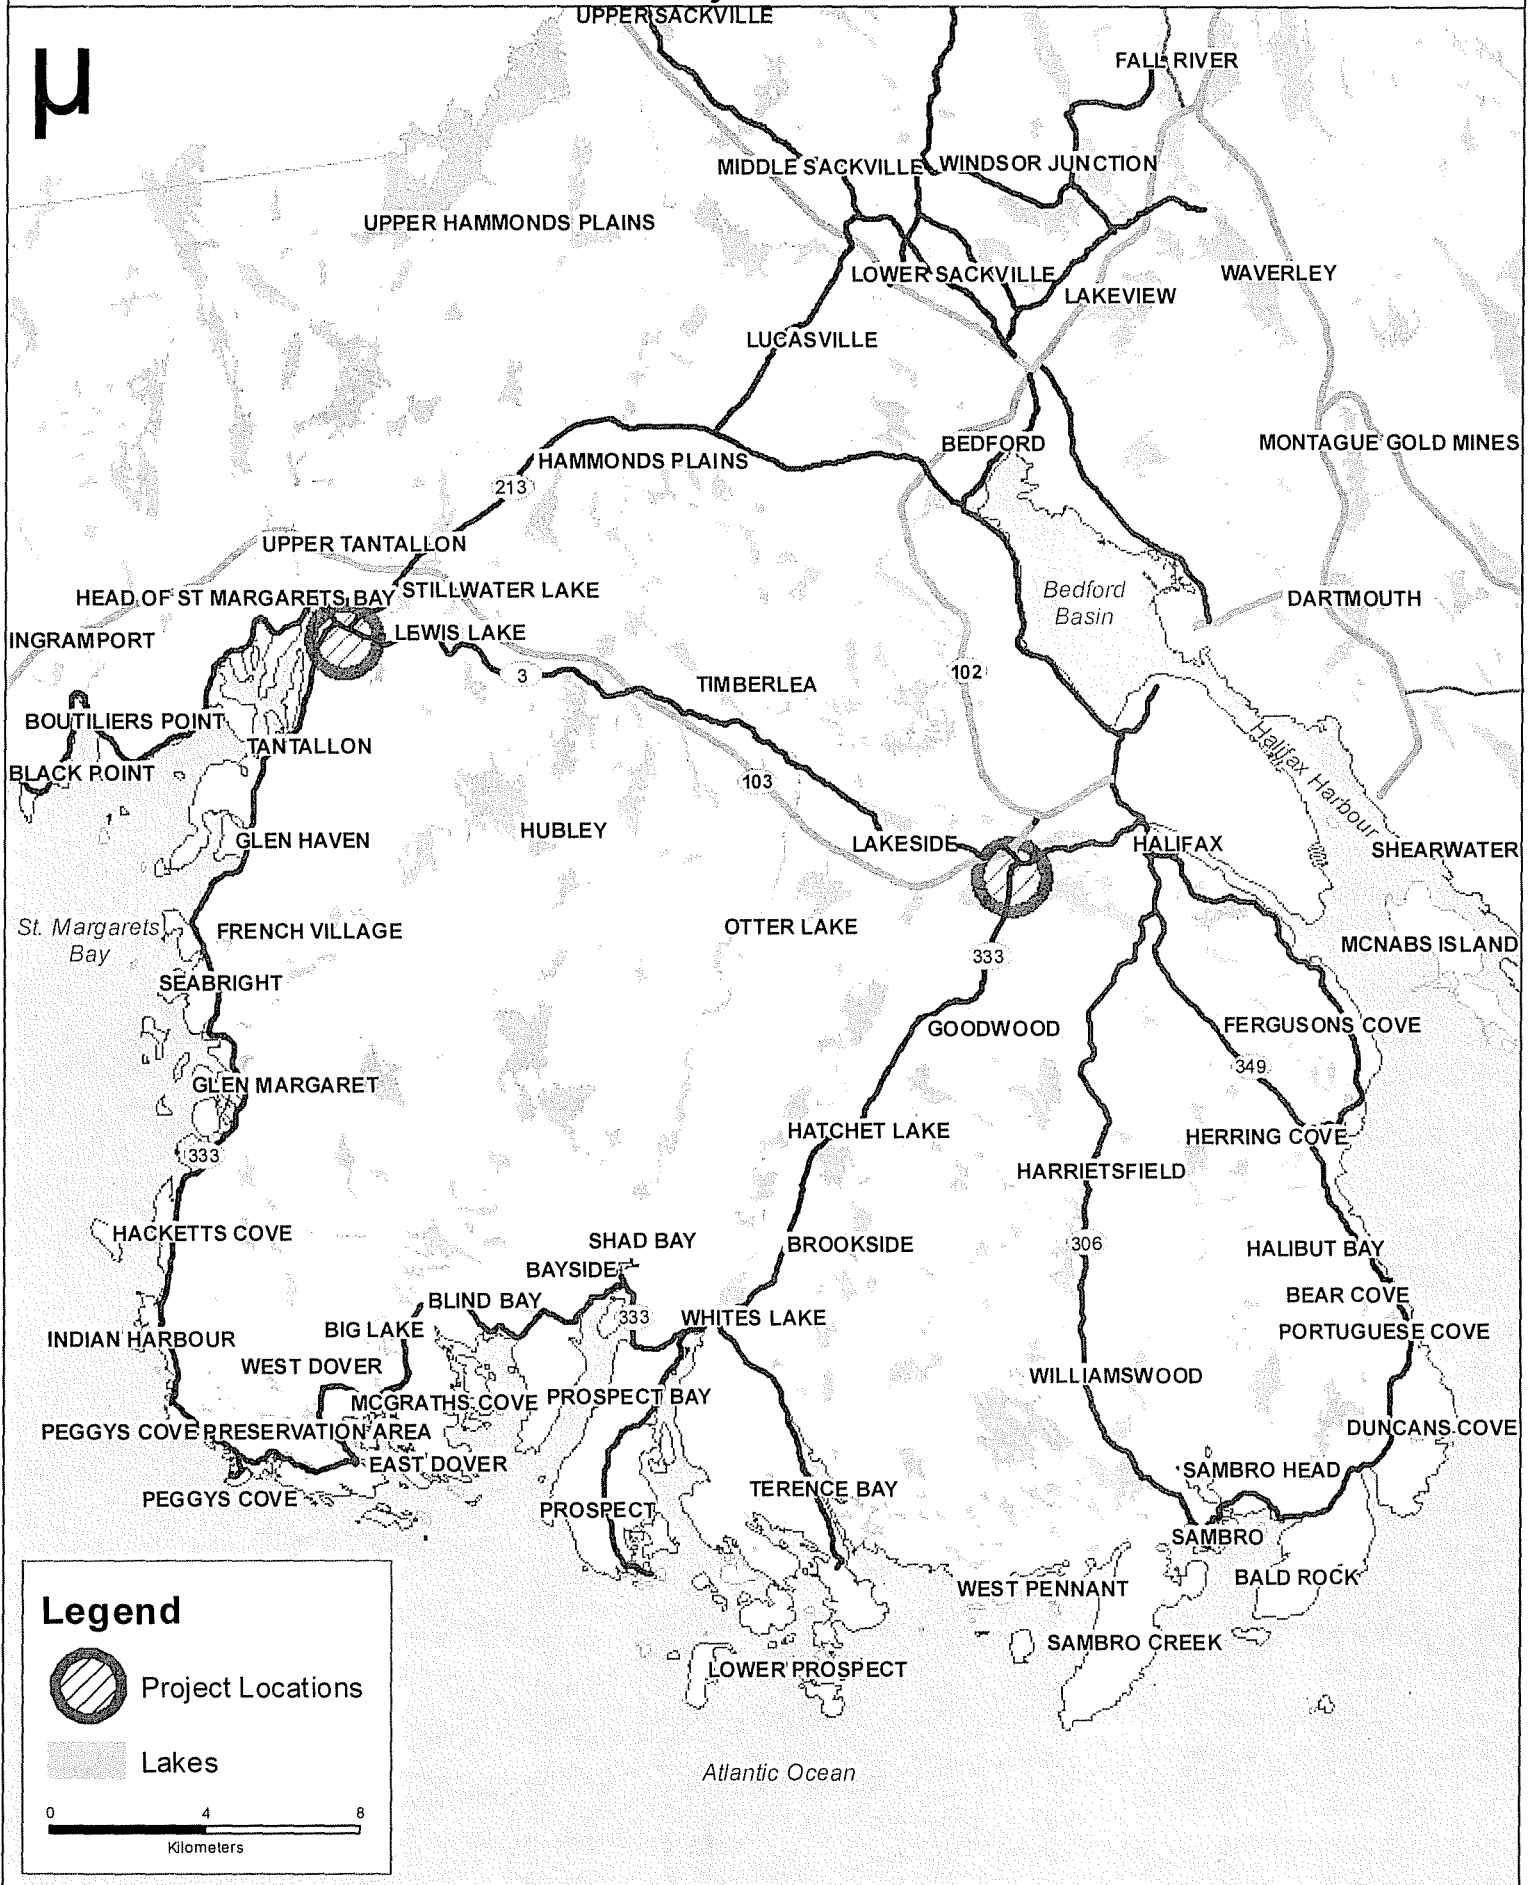 UPPER SACKVILLE
µ
FALL RIVER
MIDDLE SACKVILLE
WINDSOR JUNCTION
UPPER HAMMONDS PLAINS
LOWER SACKVILLE
WAVERLEY
LAKEVIEW
LUCASVILLE
BEDFORD
MONTAGUE GOLD MINES
HAMMONDS PLAINS
213
UPPER TANTALLON
HEAD OF ST MARGARETS BAY
STILLWATER LAKE
Bedford
Basin
DARTMOUTH
INGRAMPORT
LEWIS LAKE
3
102
TIMBERLEA
BOUTILIERS POINT
TANTALLON
BLACK POINT
103
Halifax Harbour
GLEN HAVEN
HUBLEY
LAKESIDE
HALIFAX
SHEARWATER
St. Margarets
Bay
FRENCH VILLAGE
OTTER LAKE
MCNABS ISLAND
333
SEABRIGHT
GOODWOOD
FERGUSONS COVE
349
GLEN MARGARET
HATCHET LAKE
HERRING COVE
333
HARRIETSFIELD
HACKETTS COVE
SHAD BAY
BROOKSIDE
306
HALIBUT BAY
BAYSIDE
BLIND BAY
BEAR COVE
333
WHITES LAKE
INDIAN HARBOUR
BIG LAKE
PORTUGUESE COVE
WEST DOVER
WILLIAMSWOOD
MCGRATHS COVE
PROSPECT BAY
PEGGYS COVE PRESERVATION AREA
DUNCANS COVE
EAST DOVER
SAMBRO HEAD
PEGGYS COVE
TERENCE BAY
PROSPECT
SAMBRO
WEST PENNANT
BALD ROCK
SAMBRO CREEK
LOWER PROSPECT
Atlantic Ocean
Legend
Project Locations
Lakes
0 4 8
Kilometers